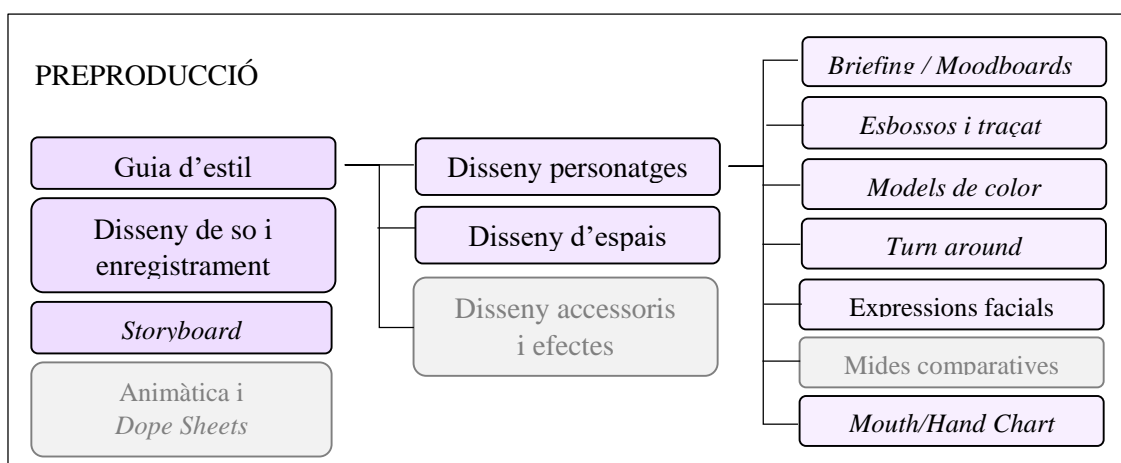 PREPRODUCCIÓ
Guia d'estil
Disseny de so i
enregistrament
Storyboard
Animàtica i
Dope Sheets
Disseny personatges
Disseny d'espais
Disseny accessoris
i efectes
Briefing / Moodboards
Esbossos i traçat
Models de color
Turn around
Expressions facials
Mides comparatives
Mouth/Hand Chart